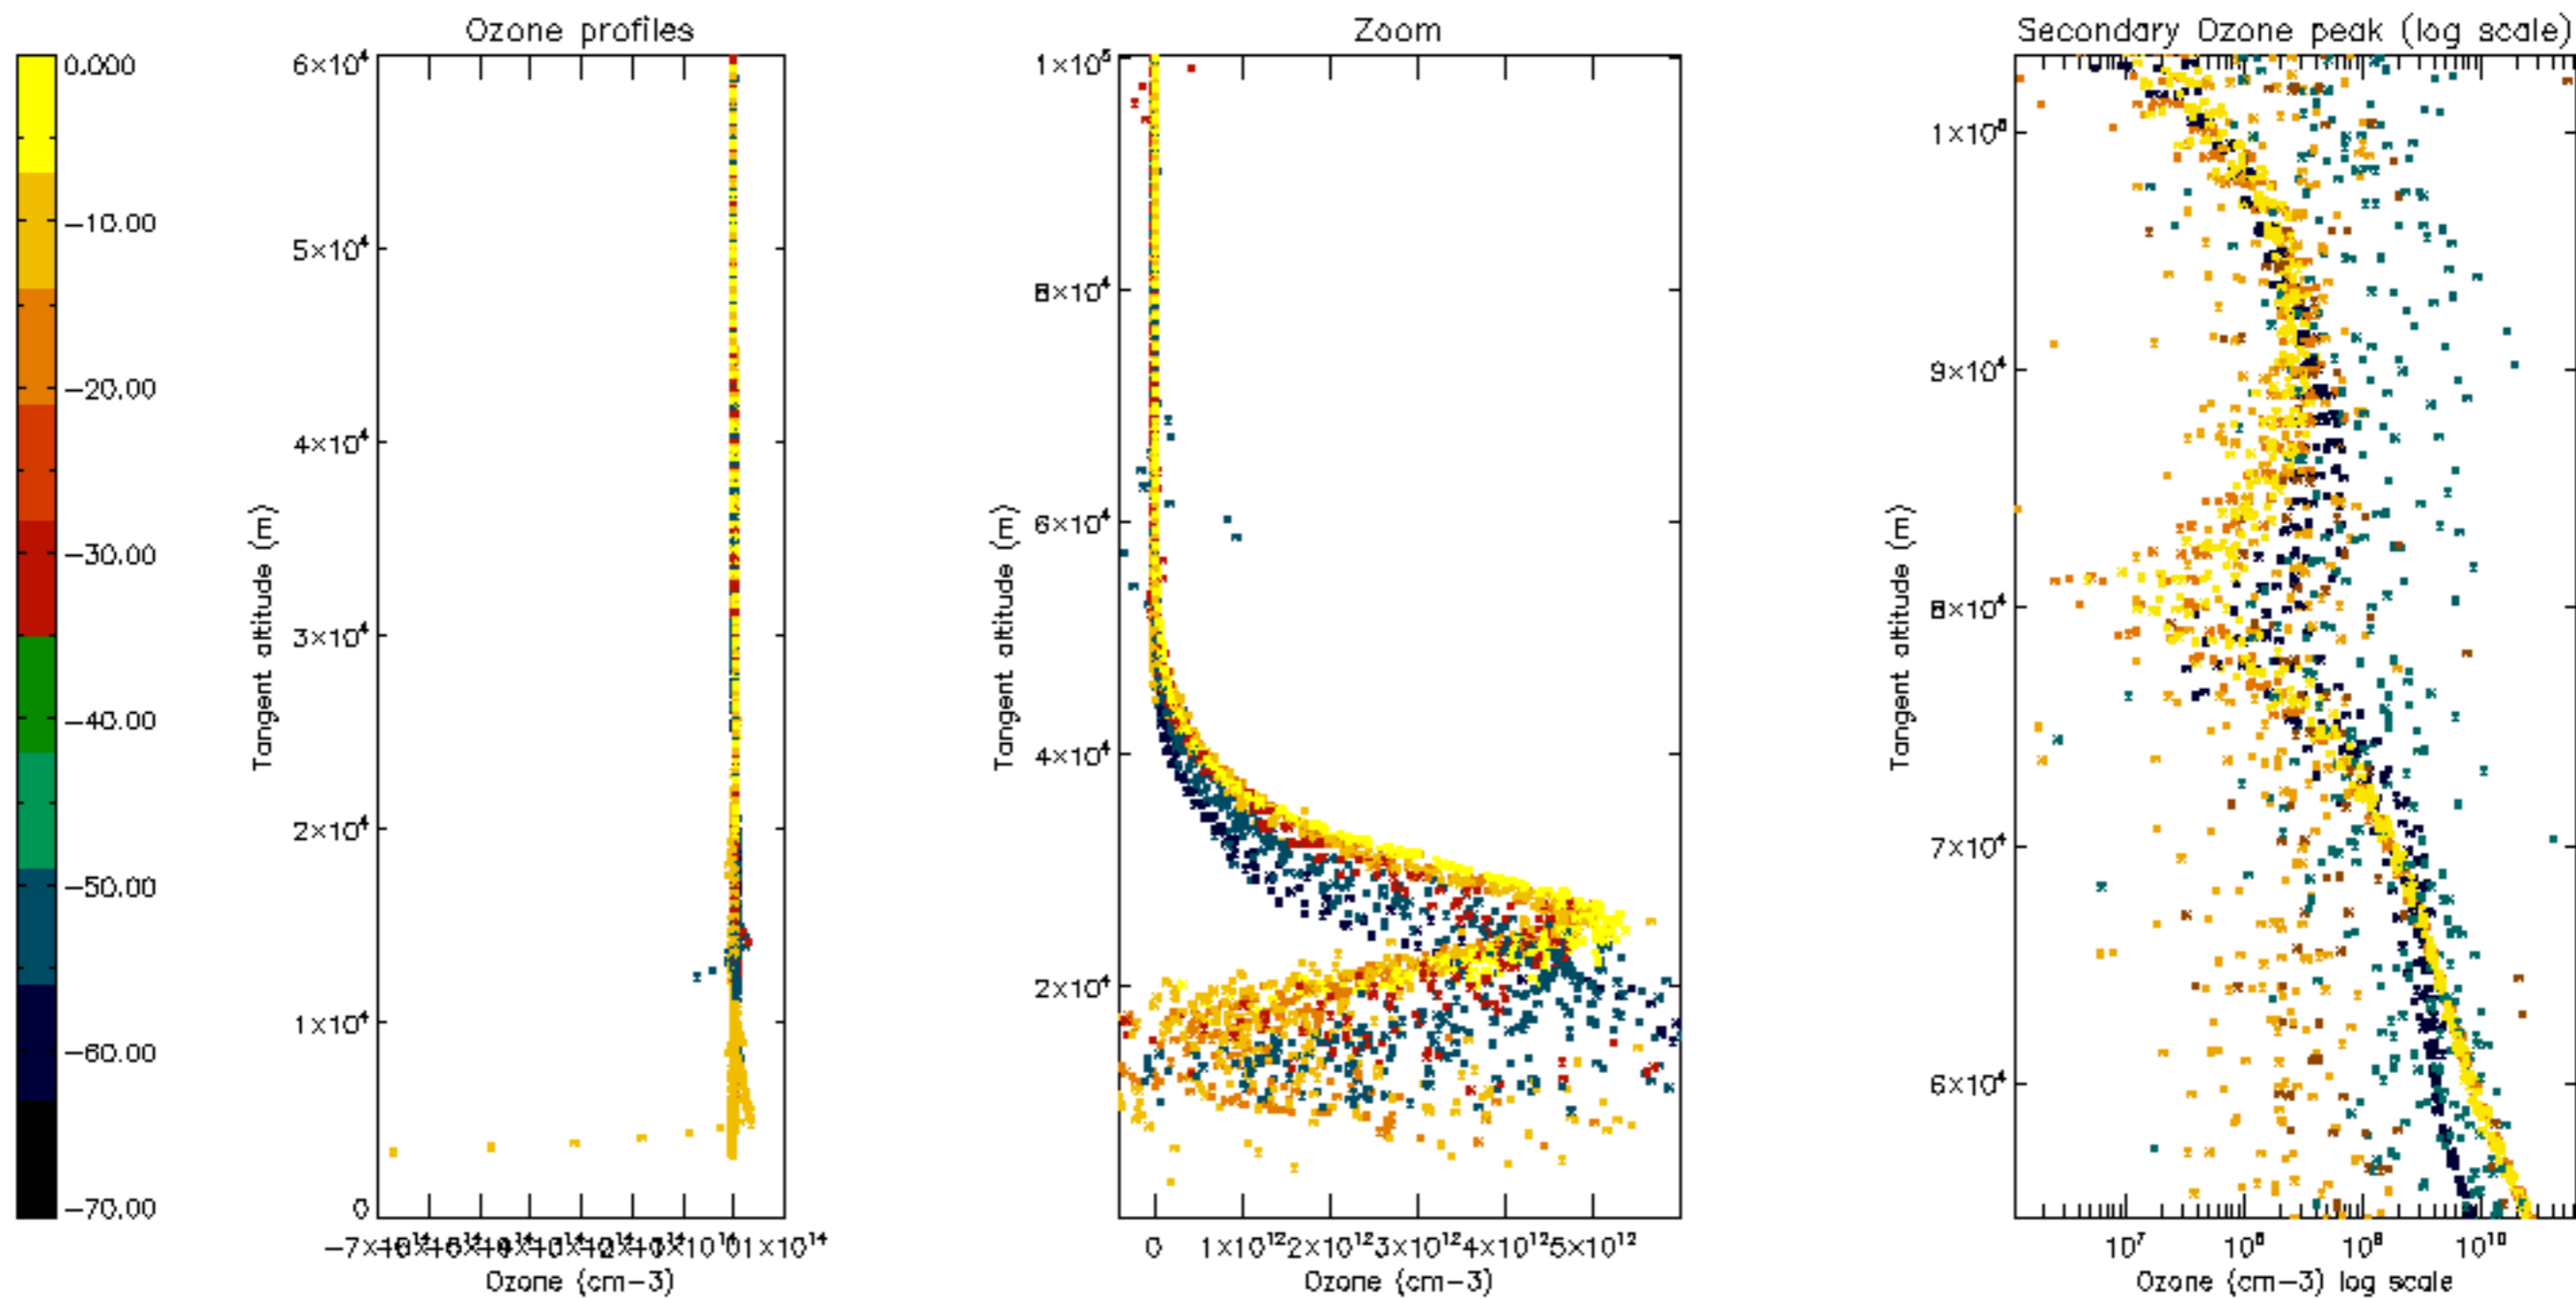 Ozone profiles
Zoom
Secondary Ozone peak (log scale)
0.000
−10.00
−20.00
−30.00
−40.00
−50.00
−60.00
−70.00
6×10⁴
5×10⁴
4×10⁴
3×10⁴
2×10⁴
1×10⁴
0
Tangent altitude (m)
1×10¹⁴
Ozone (cm−3)
1×10⁵
8×10⁴
6×10⁴
4×10⁴
2×10⁴
Tangent altitude (m)
0 1×10¹² 2×10¹² 3×10¹² 4×10¹² 5×10¹²
Ozone (cm−3)
1×10⁵
9×10⁴
8×10⁴
7×10⁴
6×10⁴
Tangent altitude (m)
10⁷ 10⁸ 10⁹ 10¹⁰
Ozone (cm−3) log scale